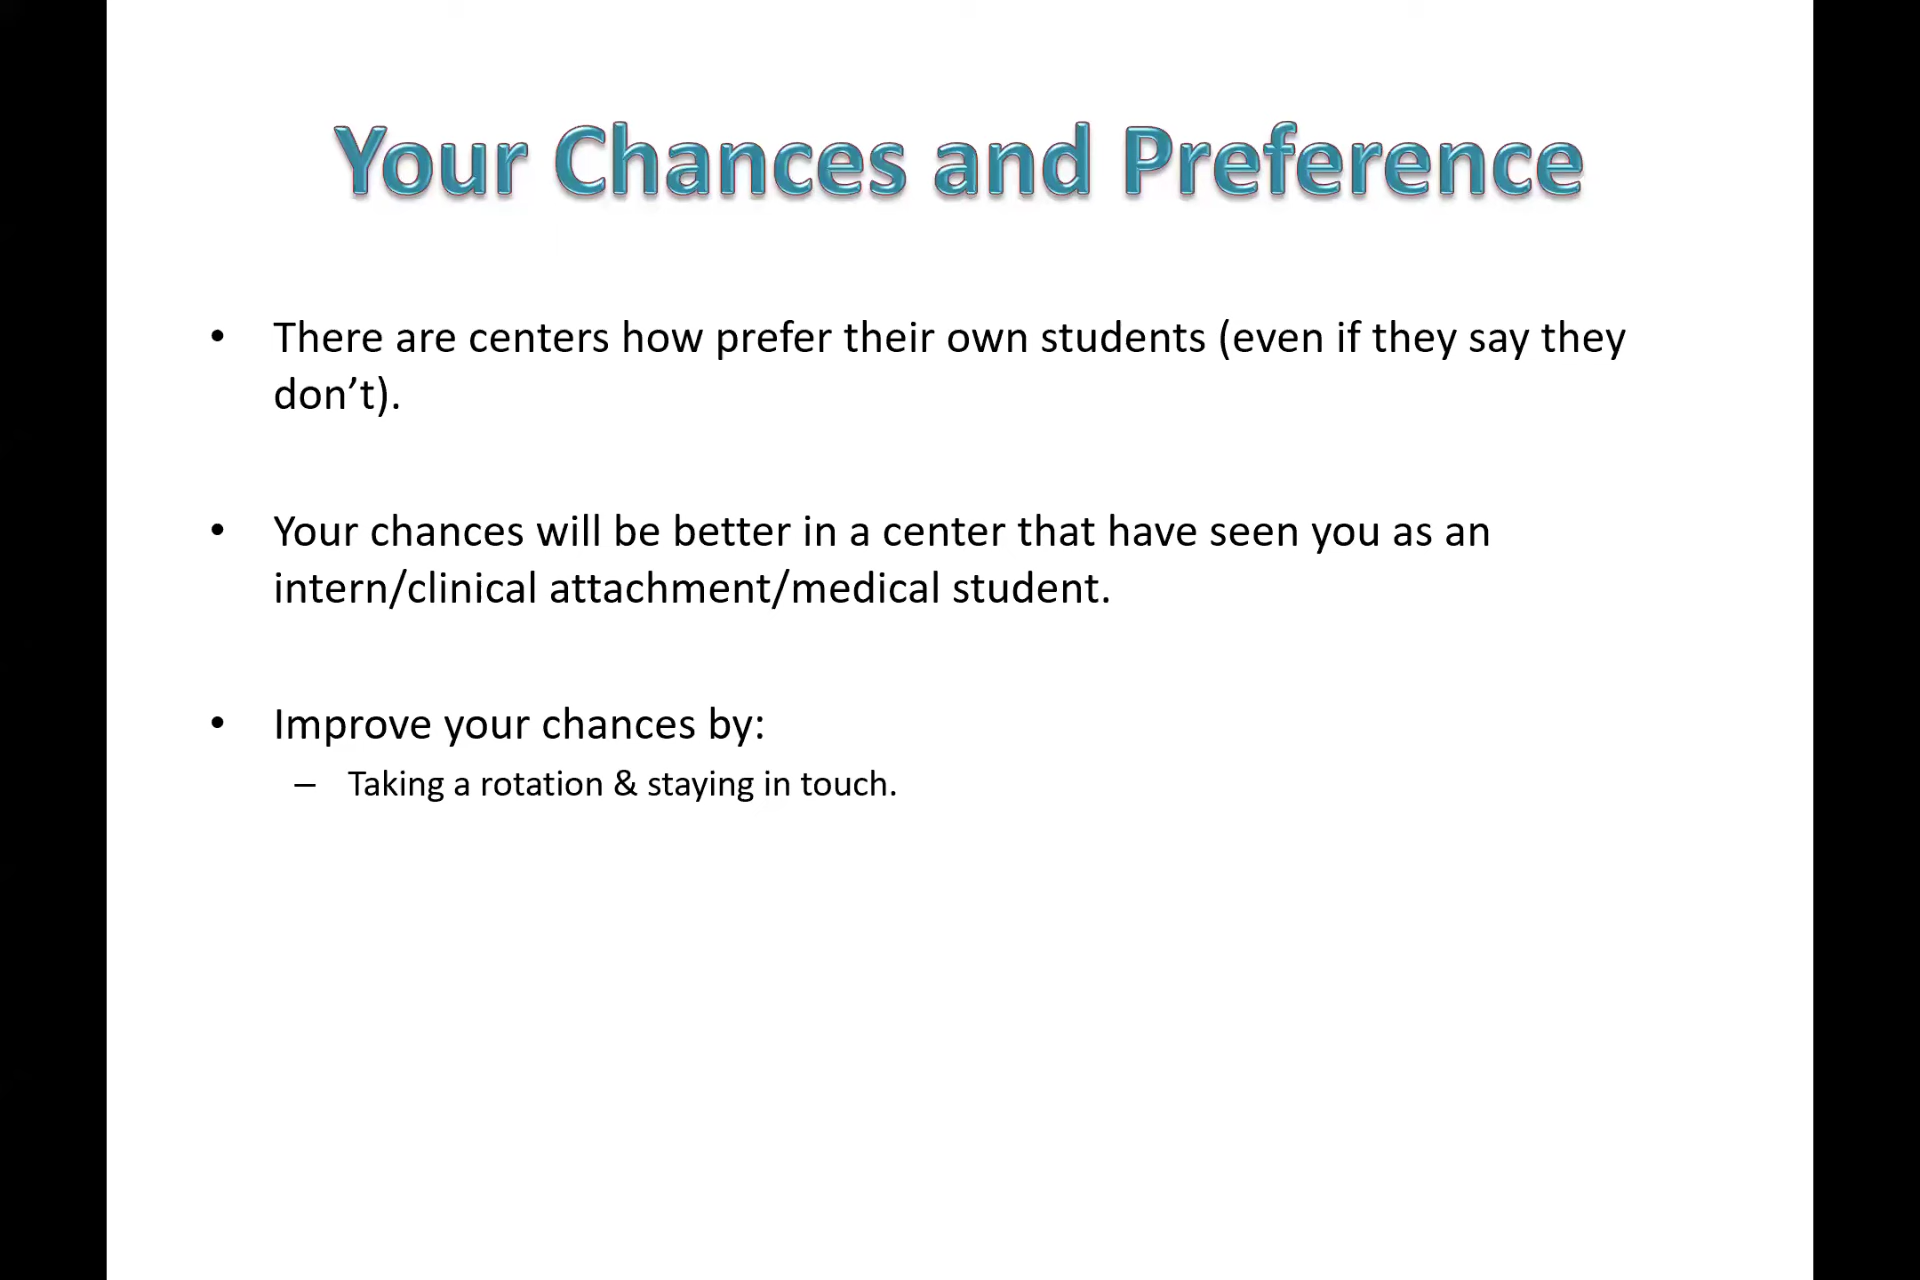 Your Chances and Preference
• There are centers how prefer their own students (even if they say they
don’t).
• Your chances will be better in a center that have seen you as an
intern/clinical attachment/medical student.
• Improve your chances by:
– Taking a rotation & staying in touch.